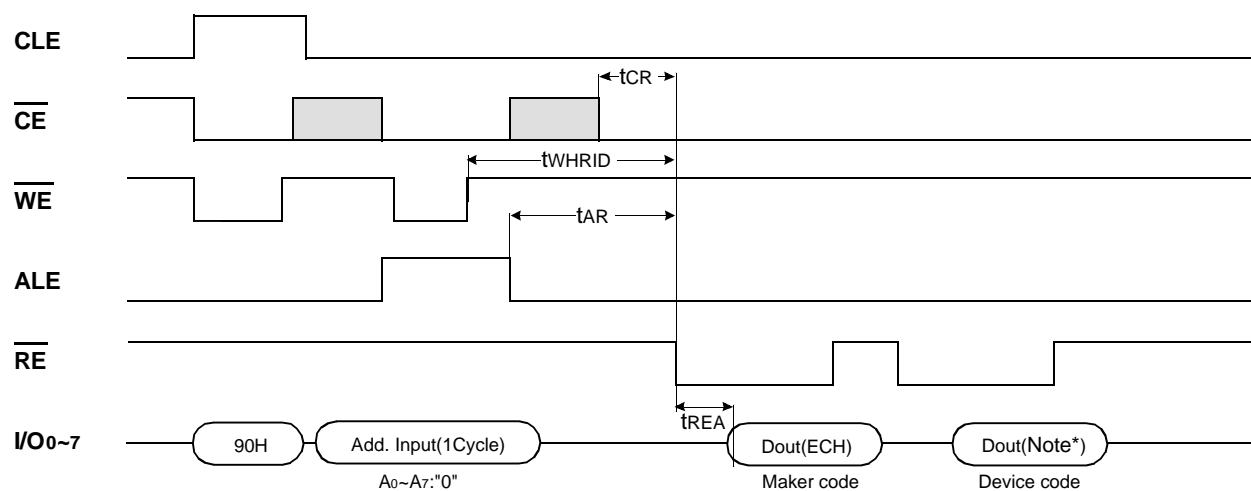 CLE
tCR
CE
tWHRID
WE
tAR
ALE
RE
tREA
I/O0~7
90H
Add. Input(1Cycle)
Dout(ECH)
Dout(Note*)
A0~A7:"0"
Maker code
Device code